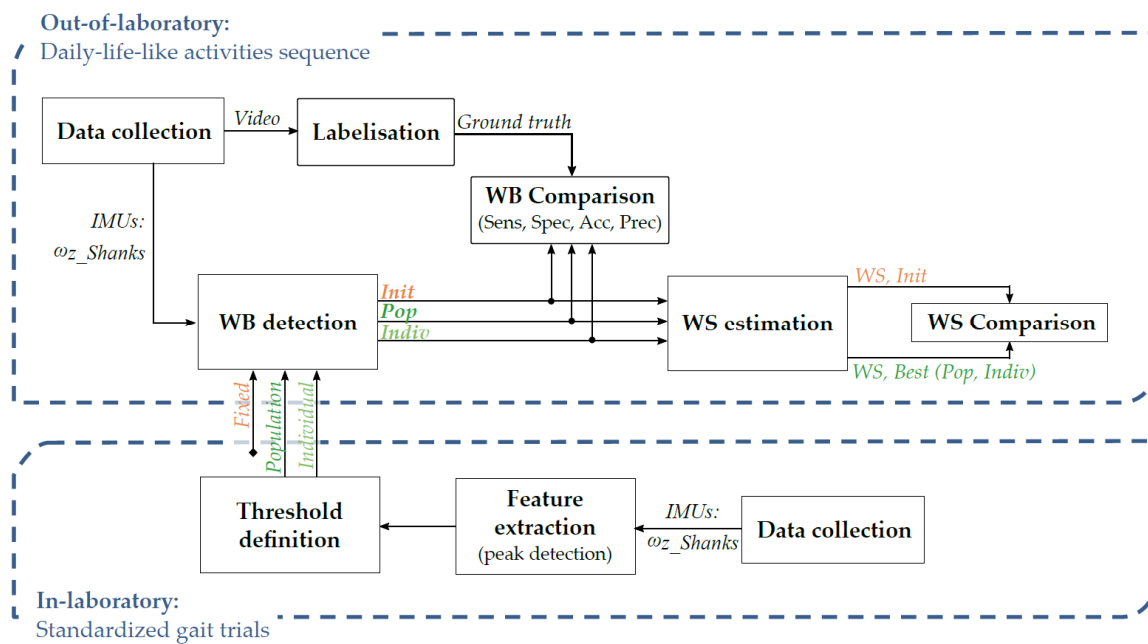 Out-of-laboratory:
Daily-life-like activities sequence
Data collection
Video
Labelisation
Ground truth
WB Comparison
(Sens, Spec, Acc, Prec)
IMUs:
ωz_Shanks
WB detection
Init
Pop
Indiv
WS estimation
WS, Init
WS Comparison
WS, Best (Pop, Indiv)
Fixed
Population
Individual
Threshold
definition
Feature
extraction
(peak detection)
IMUs:
ωz_Shanks
Data collection
In-laboratory:
Standardized gait trials